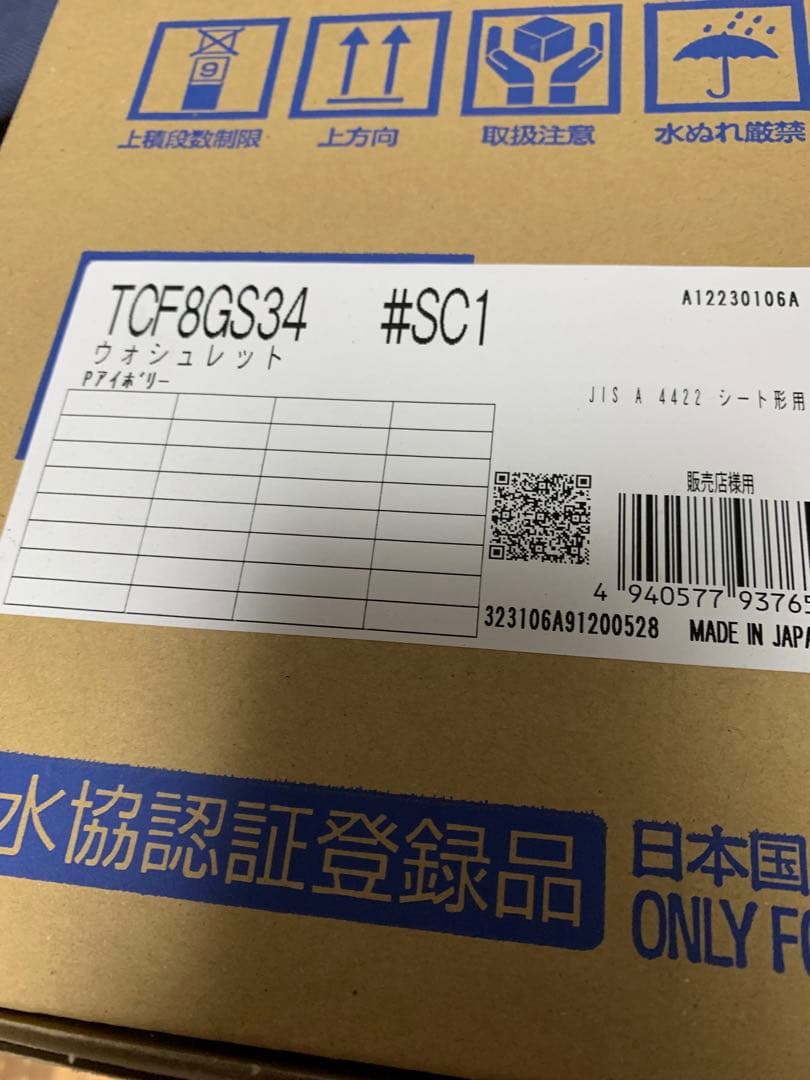 9
上積段数制限 上方向 取扱注意 水ぬれ厳禁
TCF8GS34 #SC1 A12230106A
ウォシュレット
Pアイボリー
JIS A 4422 シート形用
販売店様用
4 940577 93765
323106A91200528 MADE IN JAPA
水協認証登録品 日本国
ONLY FO